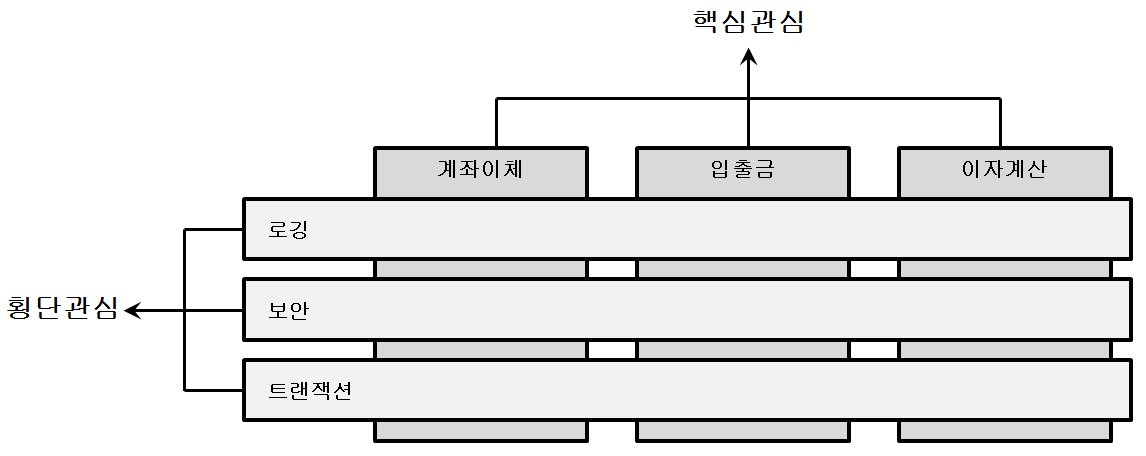 핵심관심
계좌이체
입출금
이자계산
로깅
보안
횡단관심
트랜잭션